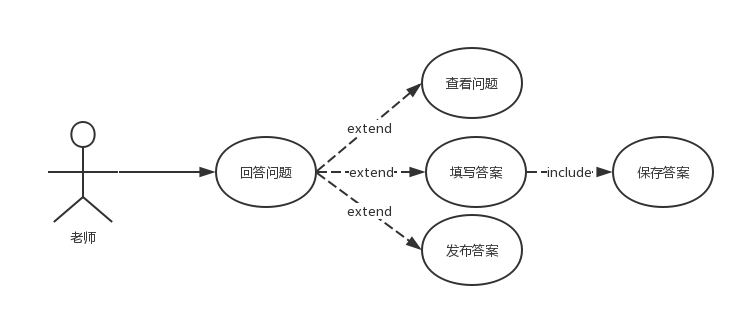 查看问题
extend
回答问题
extend
填写答案
include
保存答案
extend
老师
发布答案